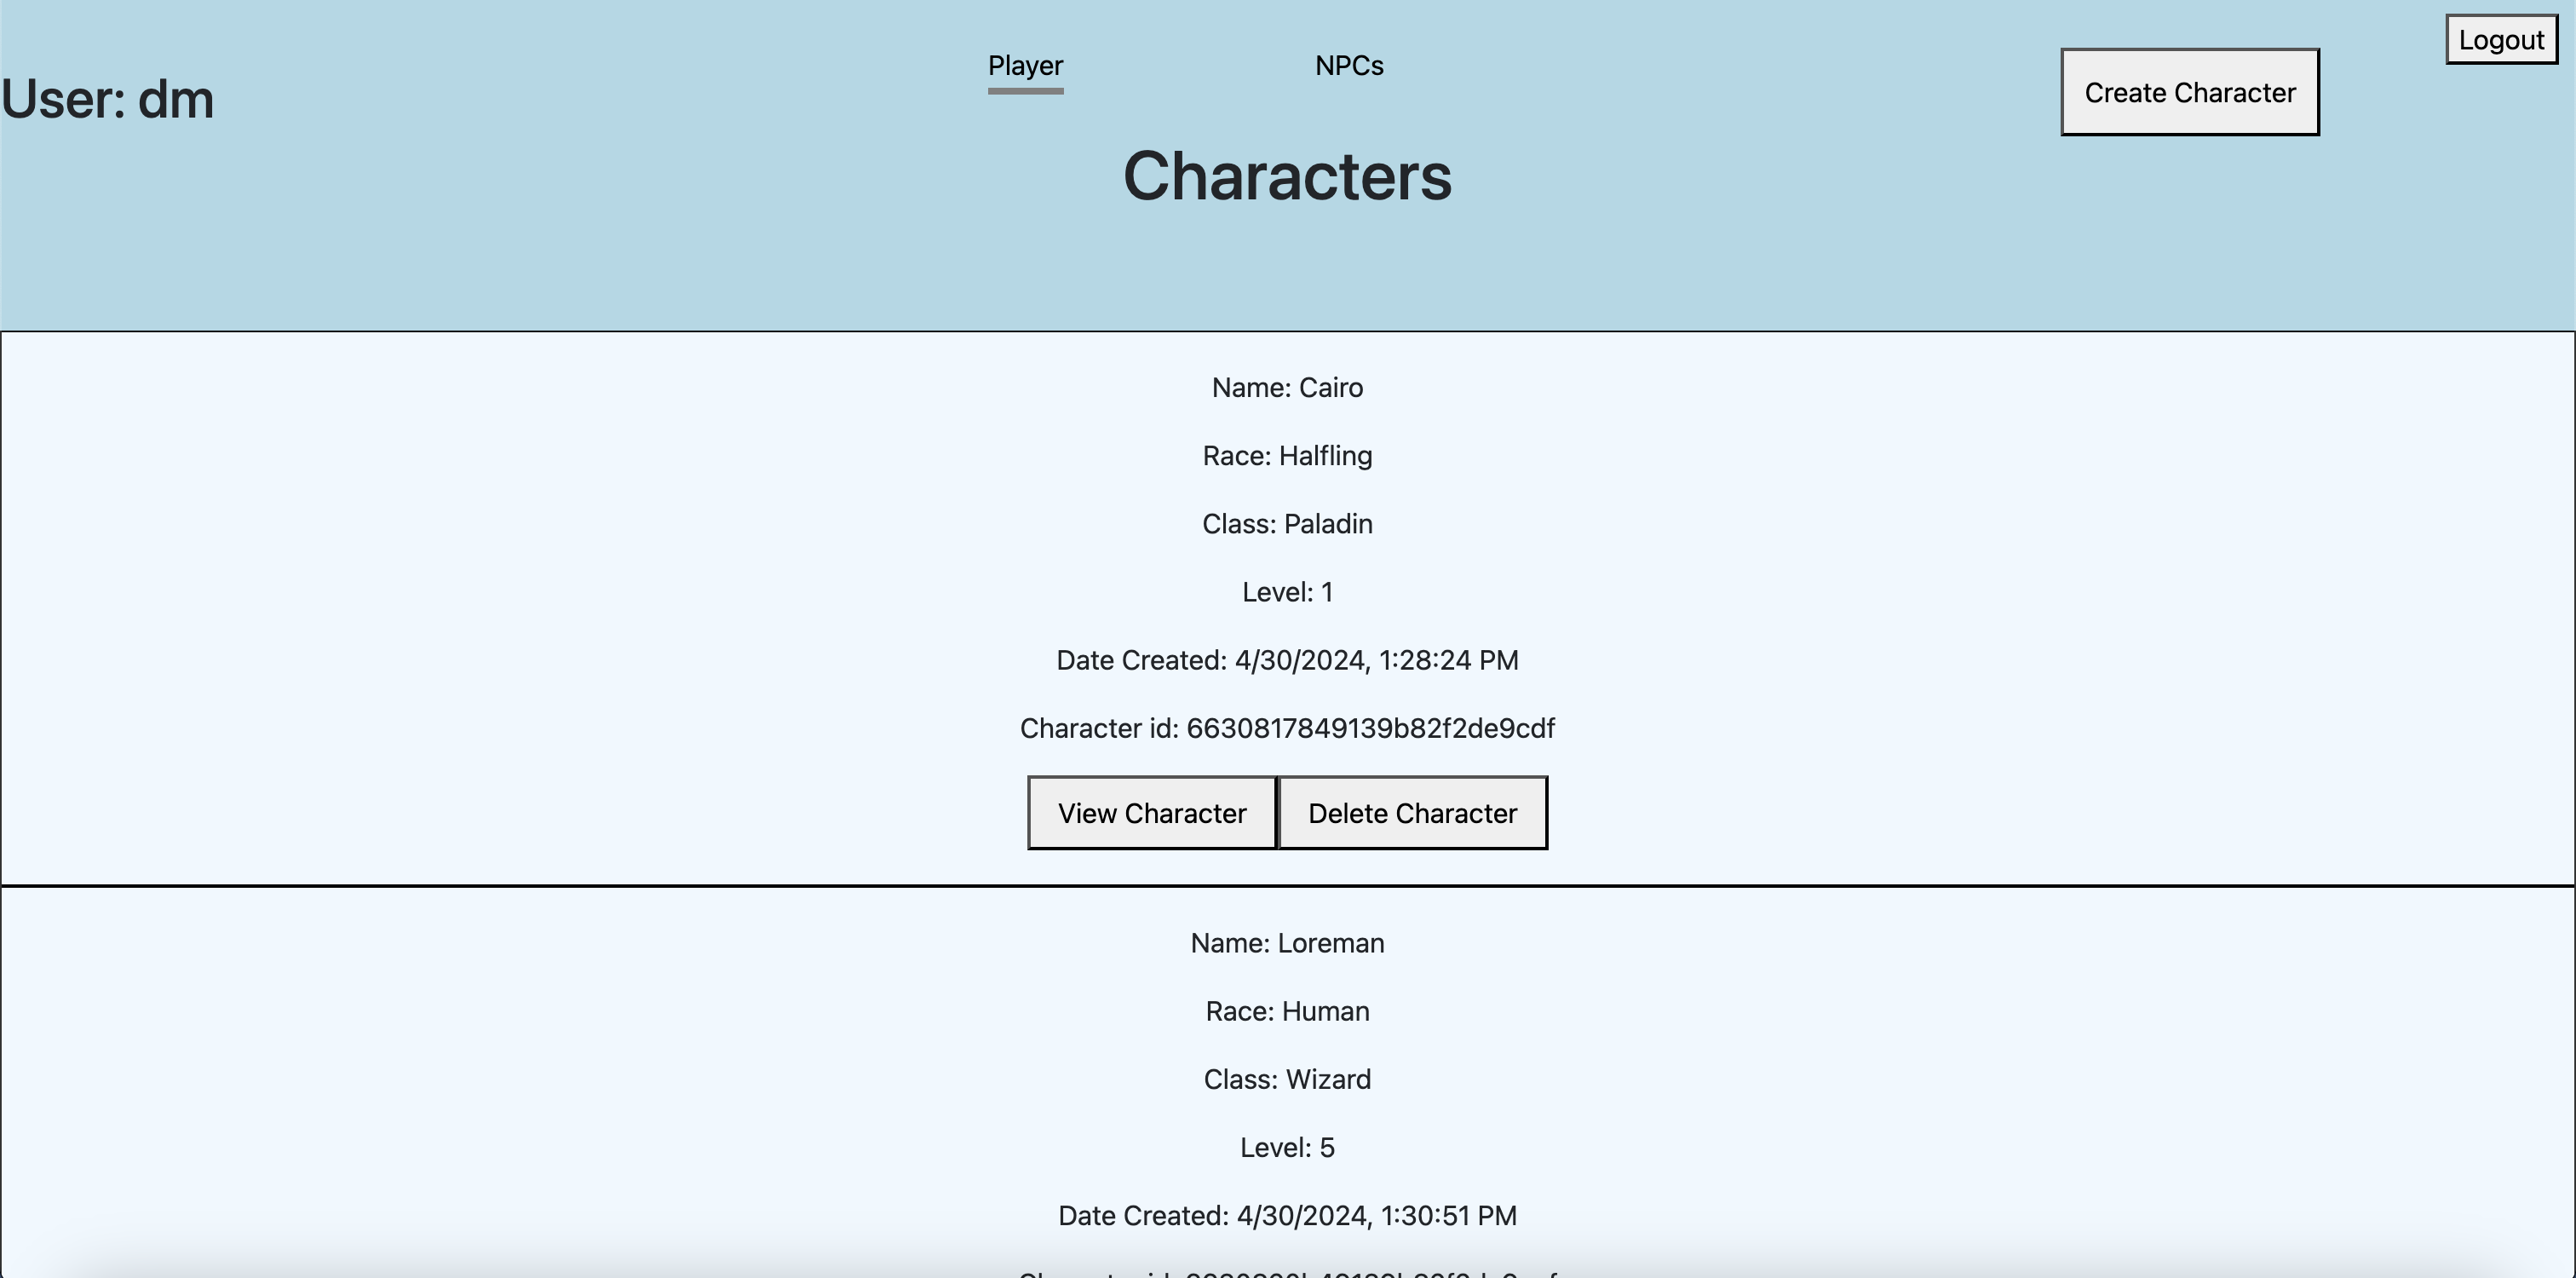 Logout
Player
NPCs
Create Character
User: dm
Characters
Name: Cairo
Race: Halfling
Class: Paladin
Level: 1
Date Created: 4/30/2024, 1:28:24 PM
Character id: 6630817849139b82f2de9cdf
View Character
Delete Character
Name: Loreman
Race: Human
Class: Wizard
Level: 5
Date Created: 4/30/2024, 1:30:51 PM
Character id: